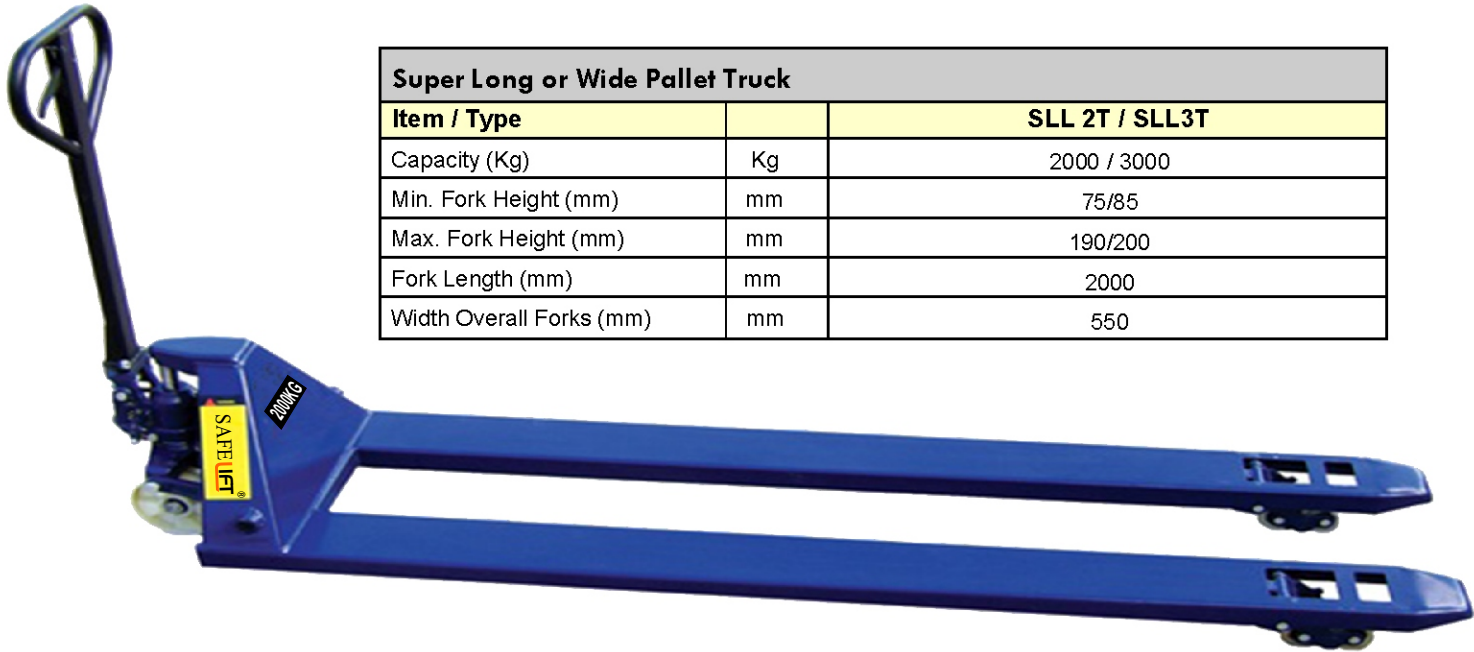 Super Long or Wide Pallet Truck
Item / Type SLL 2T / SLL3T
Capacity (Kg) Kg 2000 / 3000
Min. Fork Height (mm) mm 75/85
Max. Fork Height (mm) mm 190/200
Fork Length (mm) mm 2000
Width Overall Forks (mm) mm 550
2000KG
SAFELIFT®